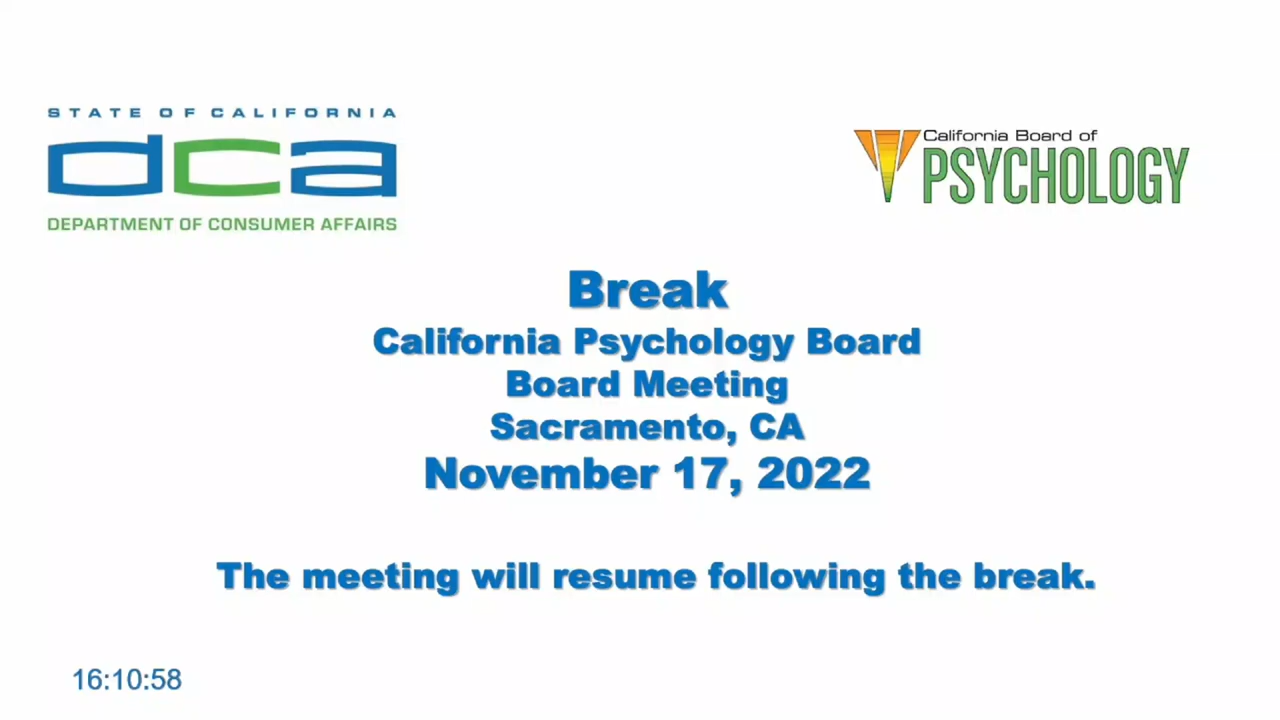 STATE OF CALIFORNIA
dca
DEPARTMENT OF CONSUMER AFFAIRS
California Board of
PSYCHOLOGY
Break
California Psychology Board
Board Meeting
Sacramento, CA
November 17, 2022
The meeting will resume following the break.
16:10:58